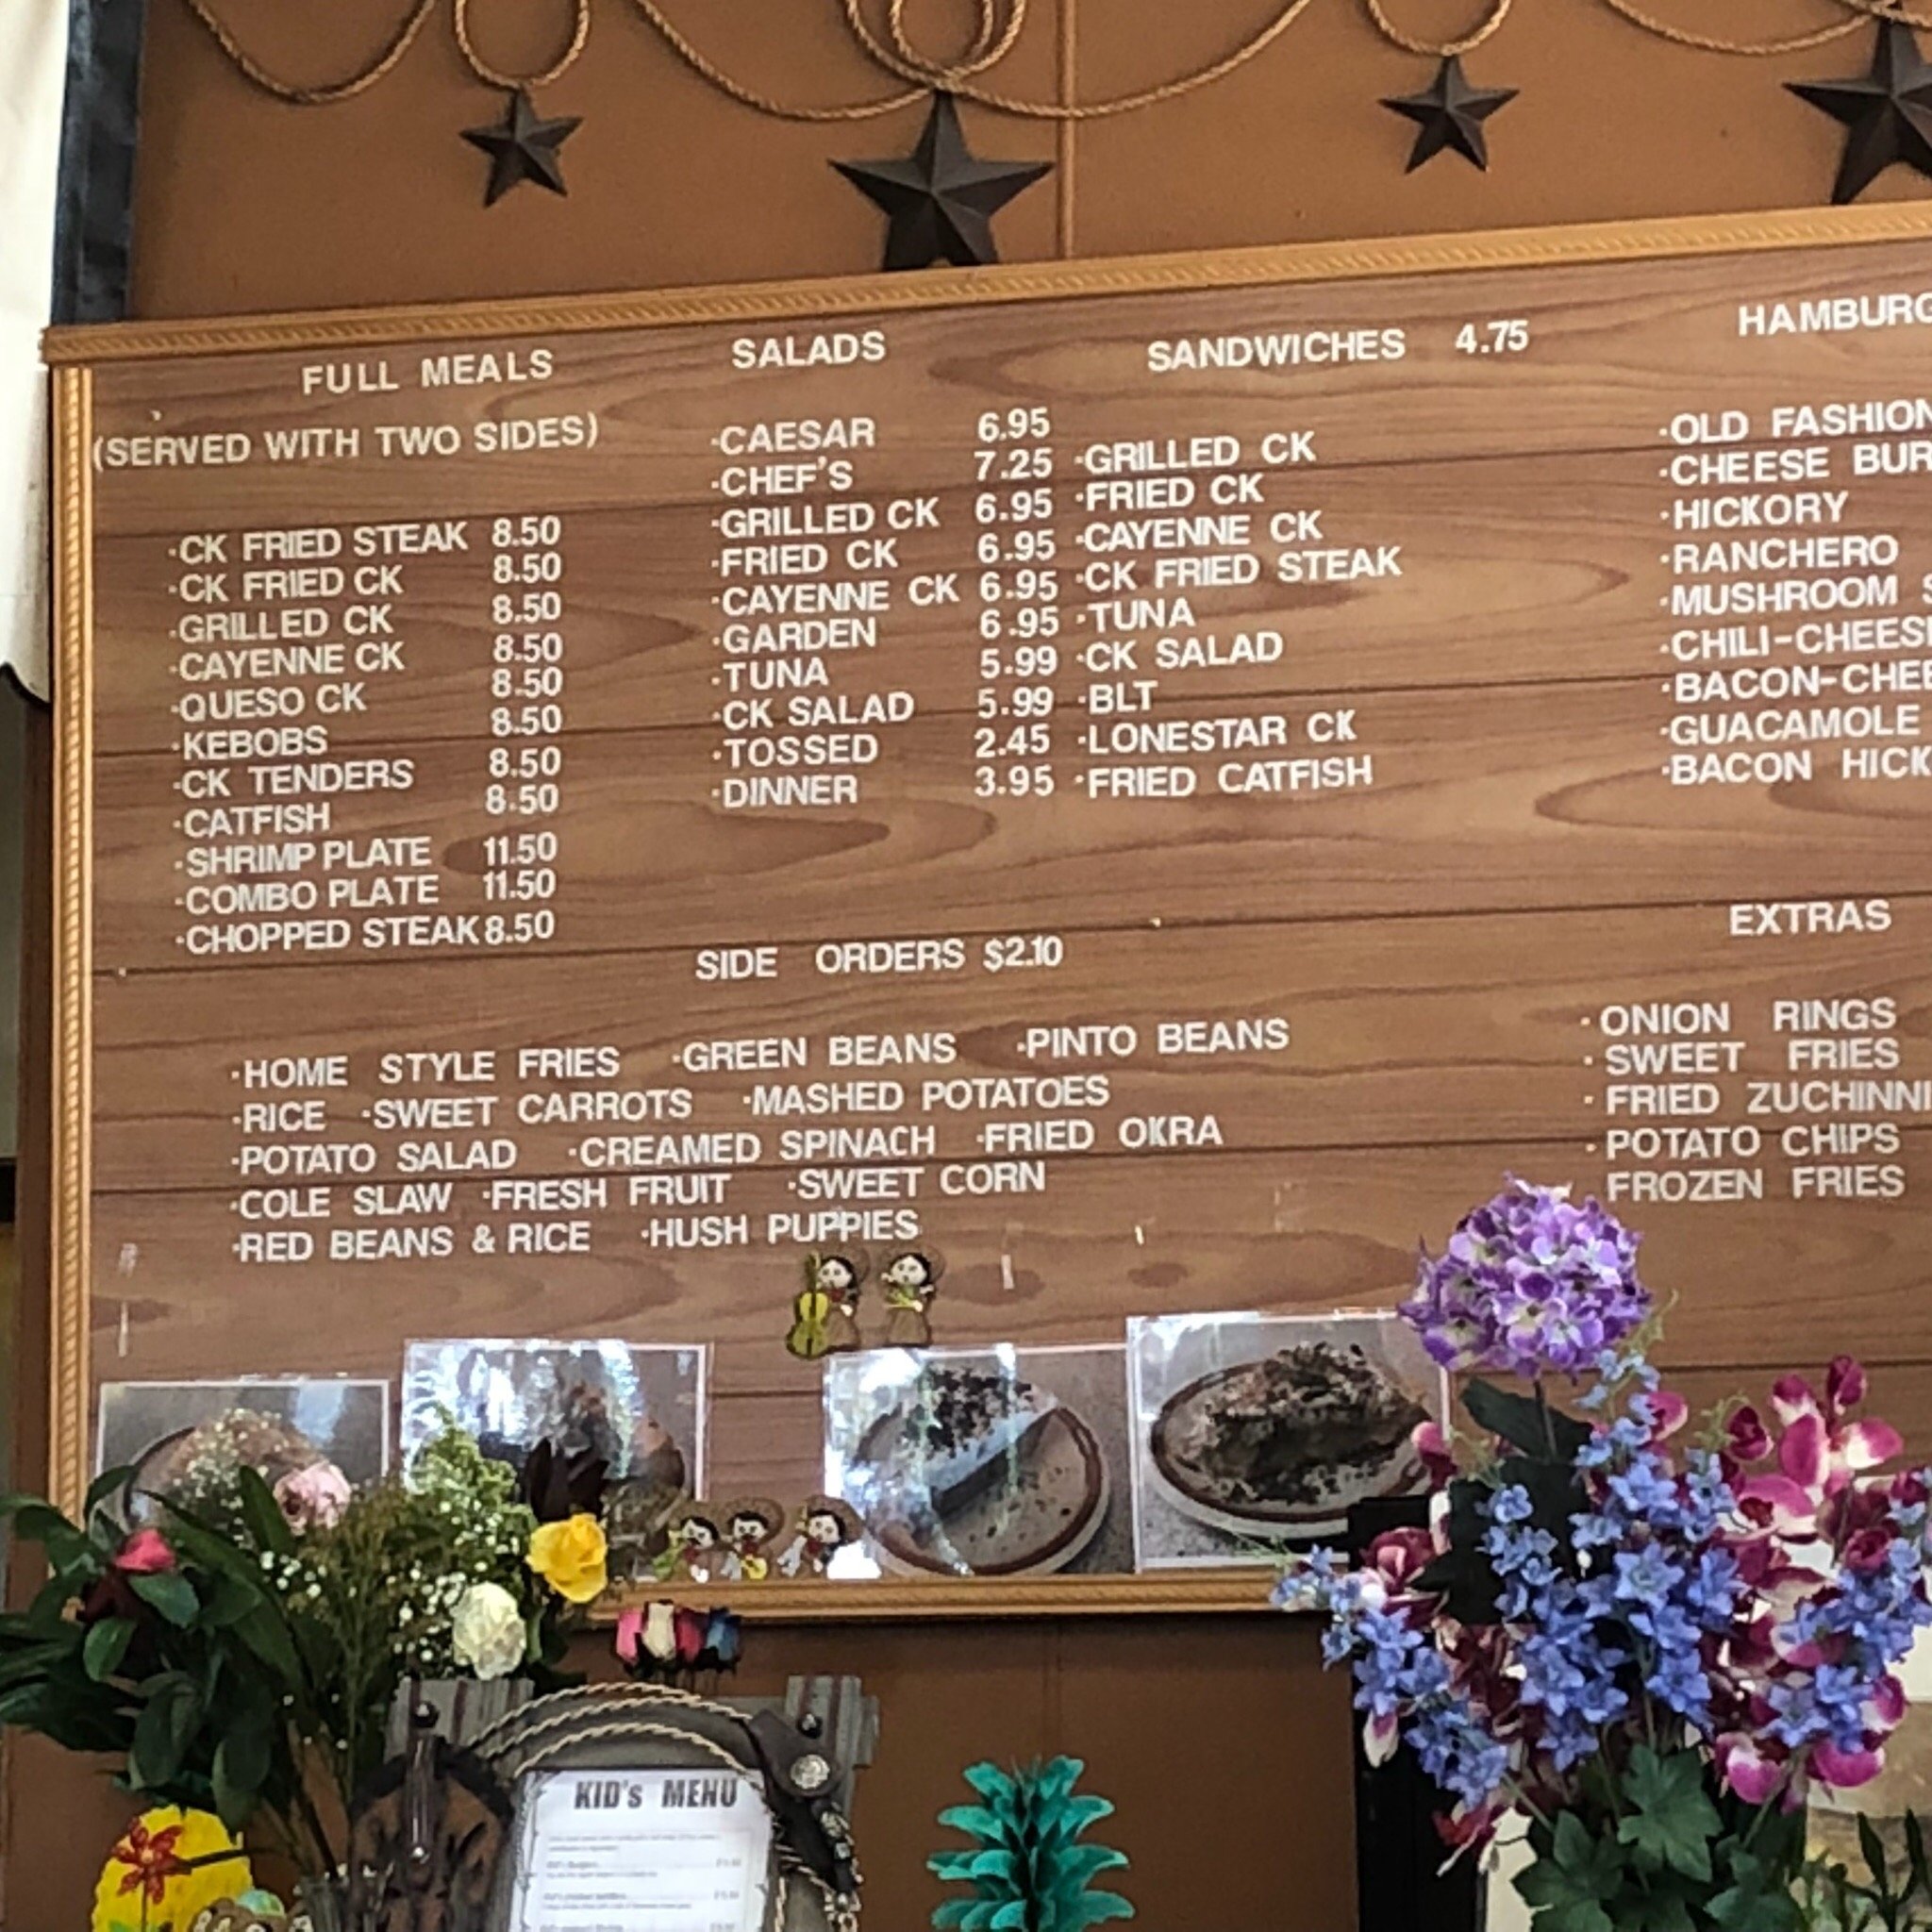 FULL MEALS
(SERVED WITH TWO SIDES)
·CK FRIED STEAK 8.50
·CK FRIED CK 8.50
·GRILLED CK 8.50
·CAYENNE CK 8.50
·QUESO CK 8.50
·KEBOBS 8.50
·CK TENDERS 8.50
·CATFISH 8.50
·SHRIMP PLATE 11.50
·COMBO PLATE 11.50
·CHOPPED STEAK 8.50
SALADS
·CAESAR 6.95
·CHEF'S 7.25
·GRILLED CK 6.95
·FRIED CK 6.95
·CAYENNE CK 6.95
·GARDEN 6.95
·TUNA 5.99
·CK SALAD 5.99
·TOSSED 2.45
·DINNER 3.95
SANDWICHES 4.75
·GRILLED CK
·FRIED CK
·CAYENNE CK
·CK FRIED STEAK
·TUNA
·CK SALAD
·BLT
·LONESTAR CK
·FRIED CATFISH
HAMBURG
·OLD FASHION
·CHEESE BUR
·HICKORY
·RANCHERO
·MUSHROOM S
·CHILI-CHEES
·BACON-CHEE
·GUACAMOLE
·BACON HICK
SIDE ORDERS $2.10
·HOME STYLE FRIES ·GREEN BEANS ·PINTO BEANS
·RICE ·SWEET CARROTS ·MASHED POTATOES
·POTATO SALAD ·CREAMED SPINACH ·FRIED OKRA
·COLE SLAW ·FRESH FRUIT ·SWEET CORN
·RED BEANS & RICE ·HUSH PUPPIES
EXTRAS
·ONION RINGS
·SWEET FRIES
·FRIED ZUCHINNI
·POTATO CHIPS
FROZEN FRIES
KID's MENU